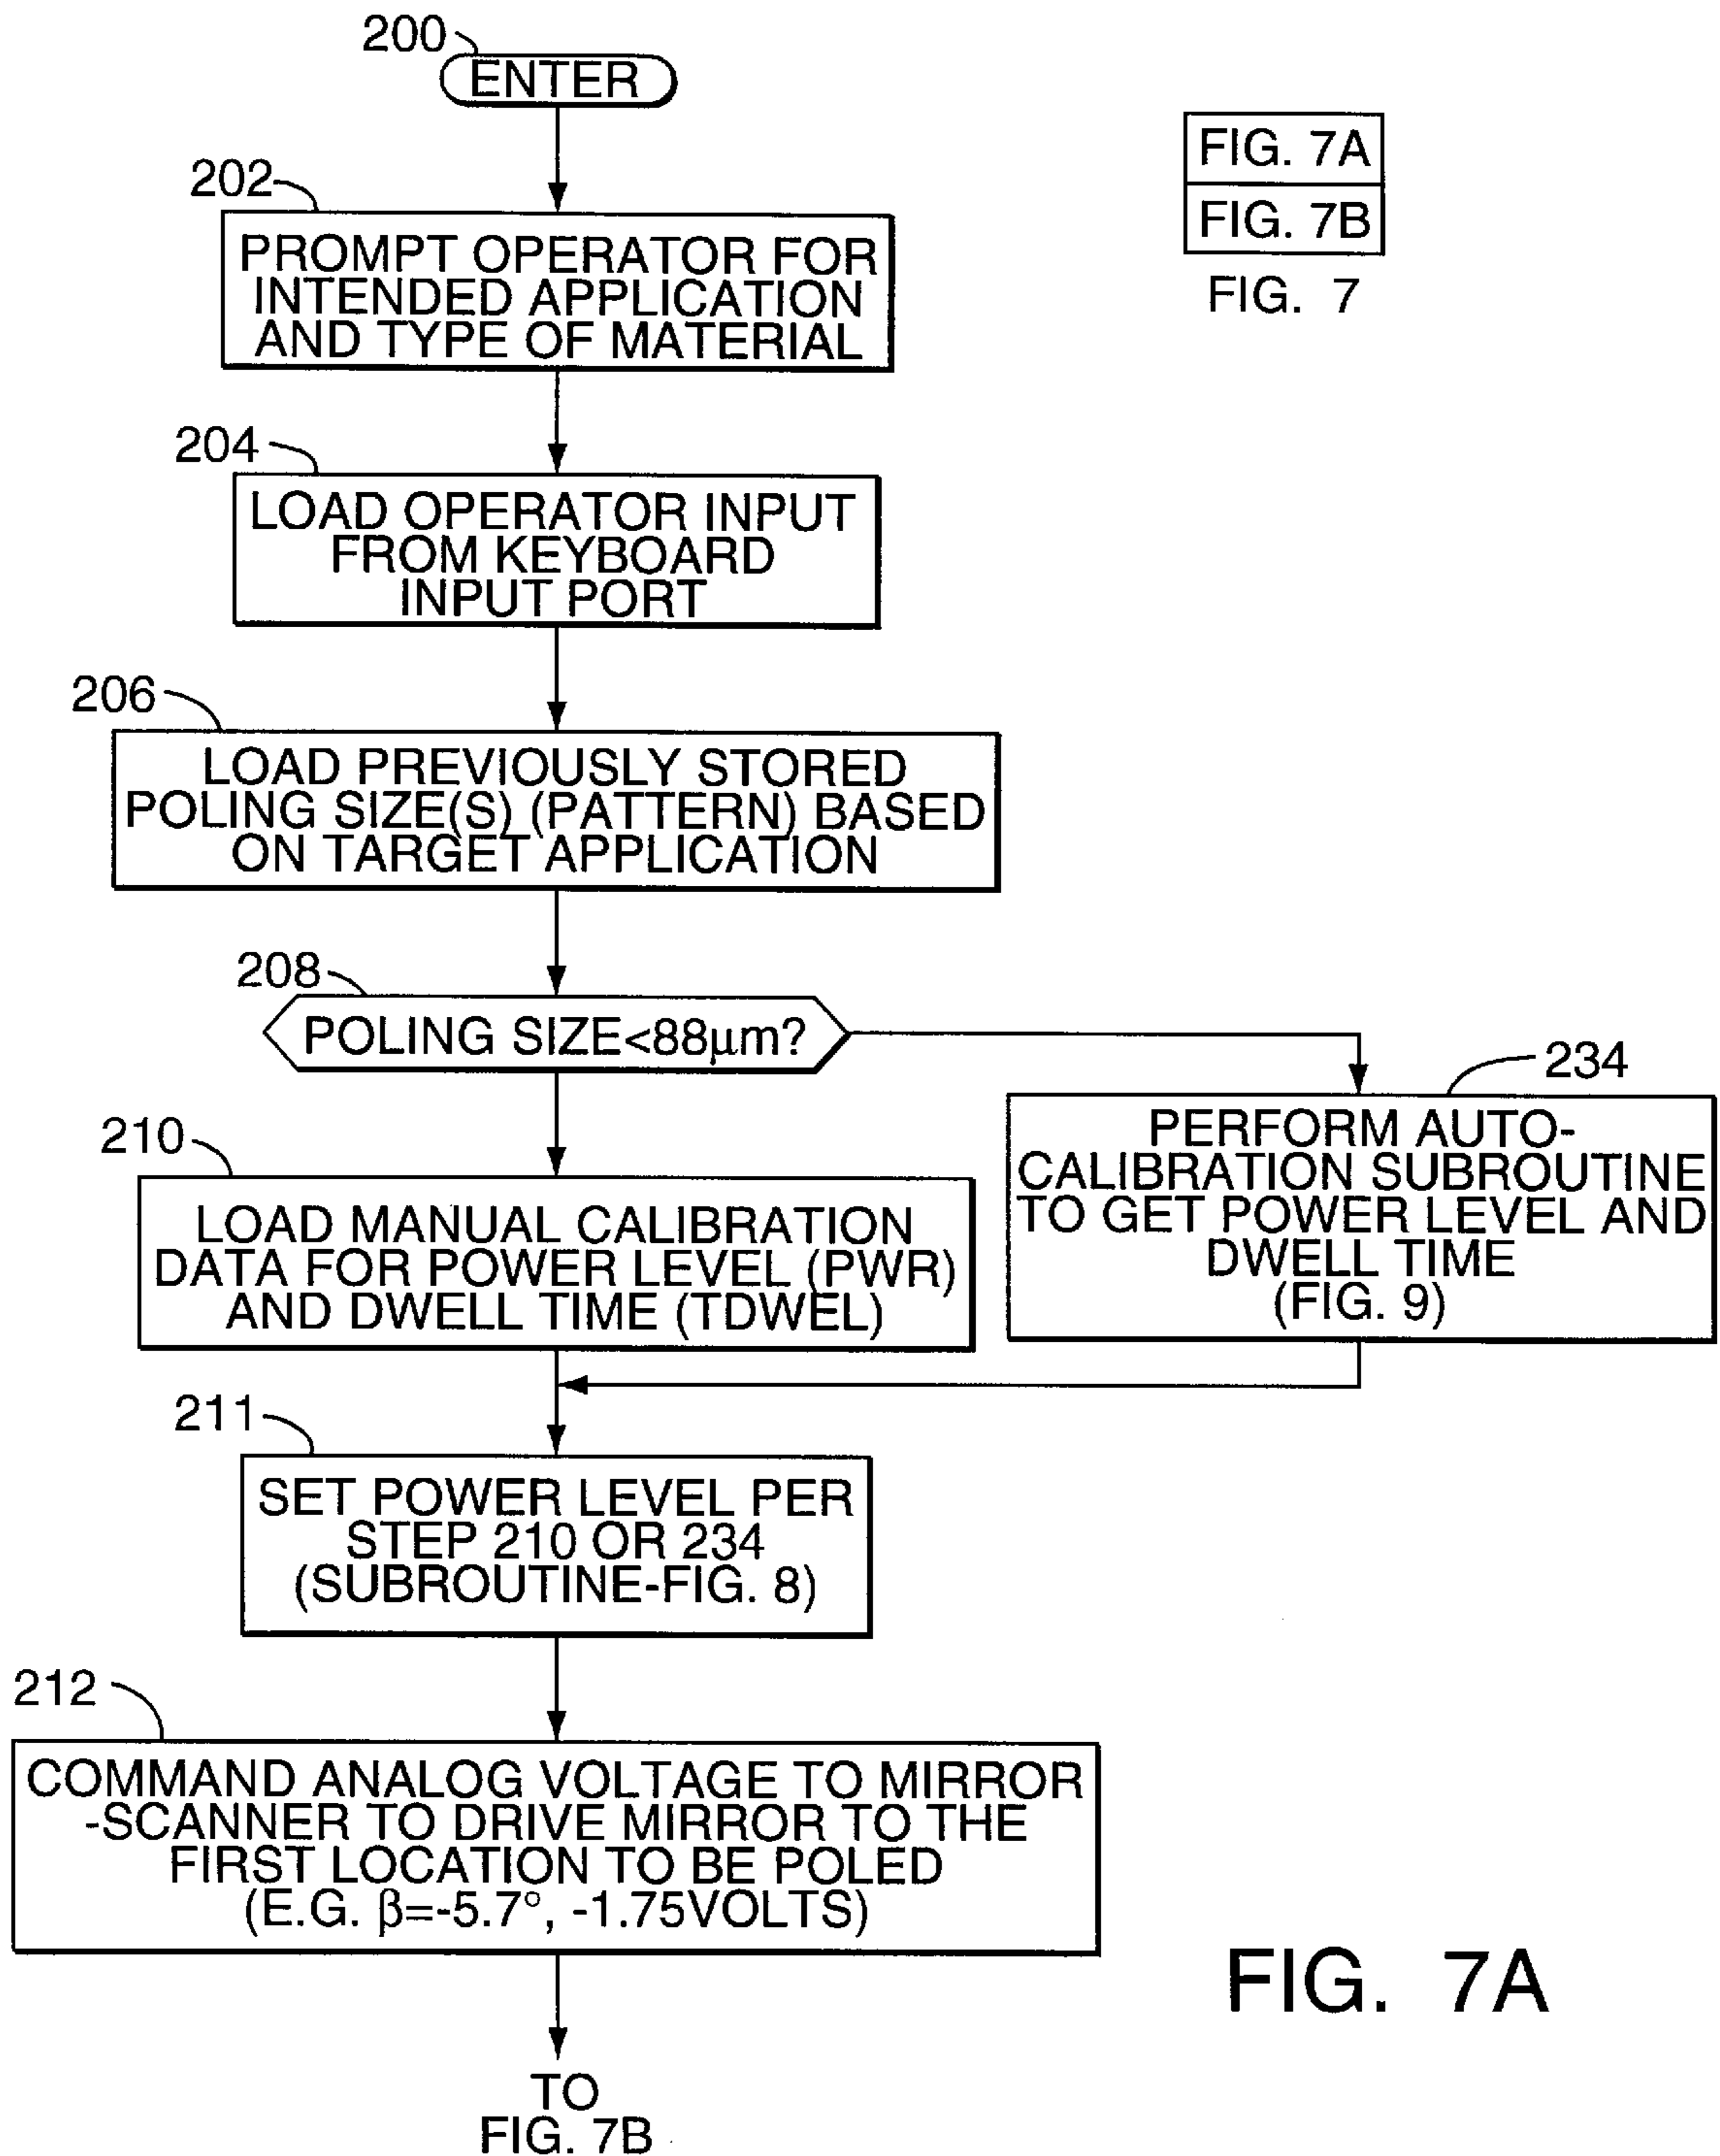 200
ENTER
FIG. 7A
FIG. 7B
FIG. 7
202
PROMPT OPERATOR FOR
INTENDED APPLICATION
AND TYPE OF MATERIAL
204
LOAD OPERATOR INPUT
FROM KEYBOARD
INPUT PORT
206
LOAD PREVIOUSLY STORED
POLING SIZE(S) (PATTERN) BASED
ON TARGET APPLICATION
208
POLING SIZE<88μm?
234
PERFORM AUTO-
CALIBRATION SUBROUTINE
TO GET POWER LEVEL AND
DWELL TIME
(FIG. 9)
210
LOAD MANUAL CALIBRATION
DATA FOR POWER LEVEL (PWR)
AND DWELL TIME (TDWEL)
211
SET POWER LEVEL PER
STEP 210 OR 234
(SUBROUTINE-FIG. 8)
212
COMMAND ANALOG VOLTAGE TO MIRROR
-SCANNER TO DRIVE MIRROR TO THE
FIRST LOCATION TO BE POLED
(E.G. β=-5.7°, -1.75VOLTS)
FIG. 7A
TO
FIG. 7B